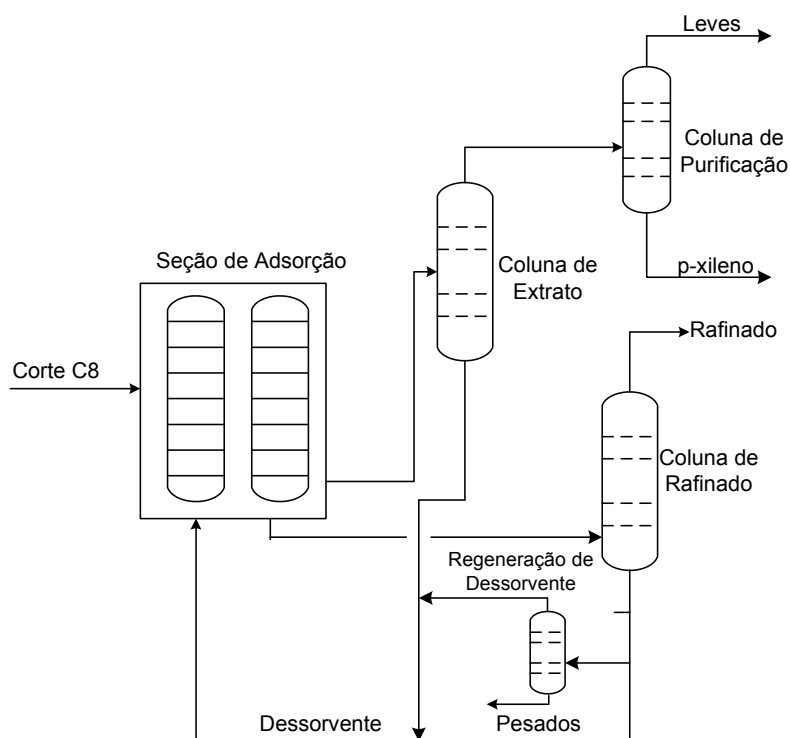 Leves
Coluna de
Purificação
p-xileno
Seção de Adsorção
Coluna de
Extrato
Corte C8
Rafinado
Coluna de
Rafinado
Regeneração de
Dessorvente
Dessorvente
Pesados